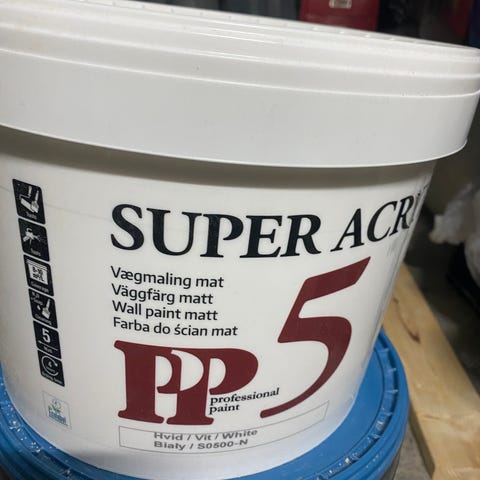 SUPER ACR
Vægmaling mat
Väggfärg matt
Wall paint matt
Farba do ścian mat
5
PP
professional
paint
Hvid / Vit / White
Biały / S0500-N
5